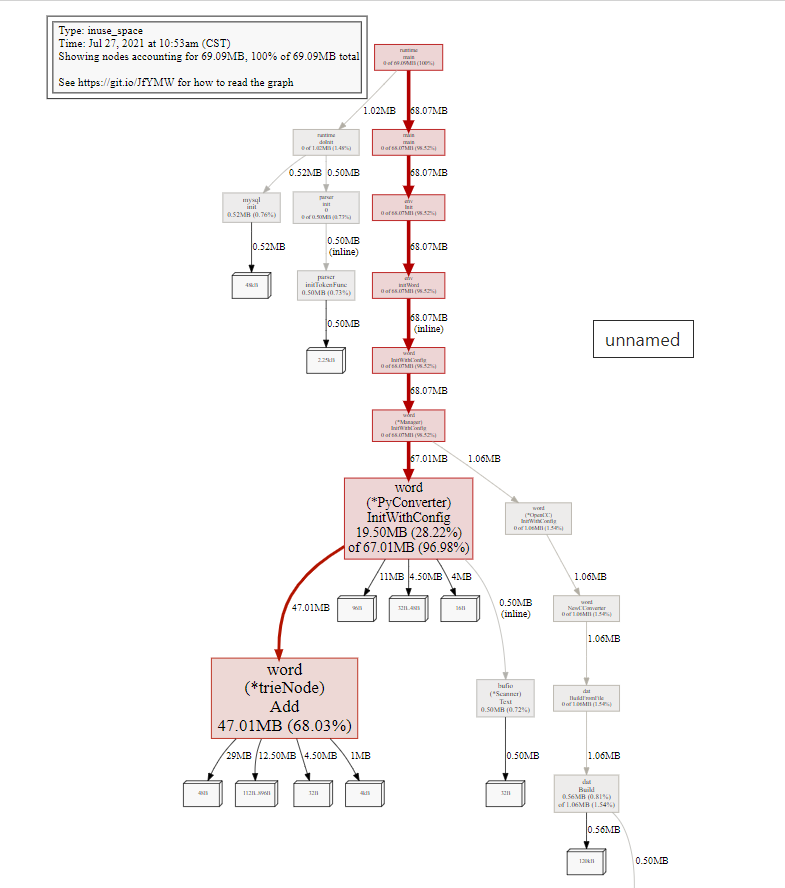 Type: inuse_space
Time: Jul 27, 2021 at 10:53am (CST)
Showing nodes accounting for 69.09MB, 100% of 69.09MB total
See https://git.io/JfYMW for how to read the graph
runtime
main
0 of 69.09MB (100%)
1.02MB
68.07MB
runtime
doInit
0 of 1.02MB (1.48%)
main
main
0 of 68.07MB (98.52%)
0.52MB
0.50MB
68.07MB
mysql
init
0.52MB (0.76%)
parser
init
0
0 of 0.50MB (0.73%)
env
Init
0 of 68.07MB (98.52%)
0.52MB
0.50MB
(inline)
68.07MB
48kB
parser
initTokenFunc
0.50MB (0.73%)
env
initWord
0 of 68.07MB (98.52%)
0.50MB
68.07MB
(inline)
unnamed
2.25kB
word
InitWithConfig
0 of 68.07MB (98.52%)
68.07MB
word
(*Manager)
InitWithConfig
0 of 68.07MB (98.52%)
67.01MB
1.06MB
word
(*PyConverter)
InitWithConfig
19.50MB (28.22%)
of 67.01MB (96.98%)
word
(*OpenCC)
InitWithConfig
0 of 1.06MB (1.54%)
47.01MB
11MB
4.50MB
4MB
0.50MB
(inline)
1.06MB
96B
32B..48B
16B
word
NewCConverter
0 of 1.06MB (1.54%)
1.06MB
word
(*trieNode)
Add
47.01MB (68.03%)
bufio
(*Scanner)
Text
0.50MB (0.72%)
dat
BuildFromFile
0 of 1.06MB (1.54%)
29MB
12.50MB
4.50MB
1MB
0.50MB
1.06MB
48B
112B..896B
32B
4kB
32B
dat
Build
0.56MB (0.81%)
of 1.06MB (1.54%)
0.56MB
128kB
0.50MB